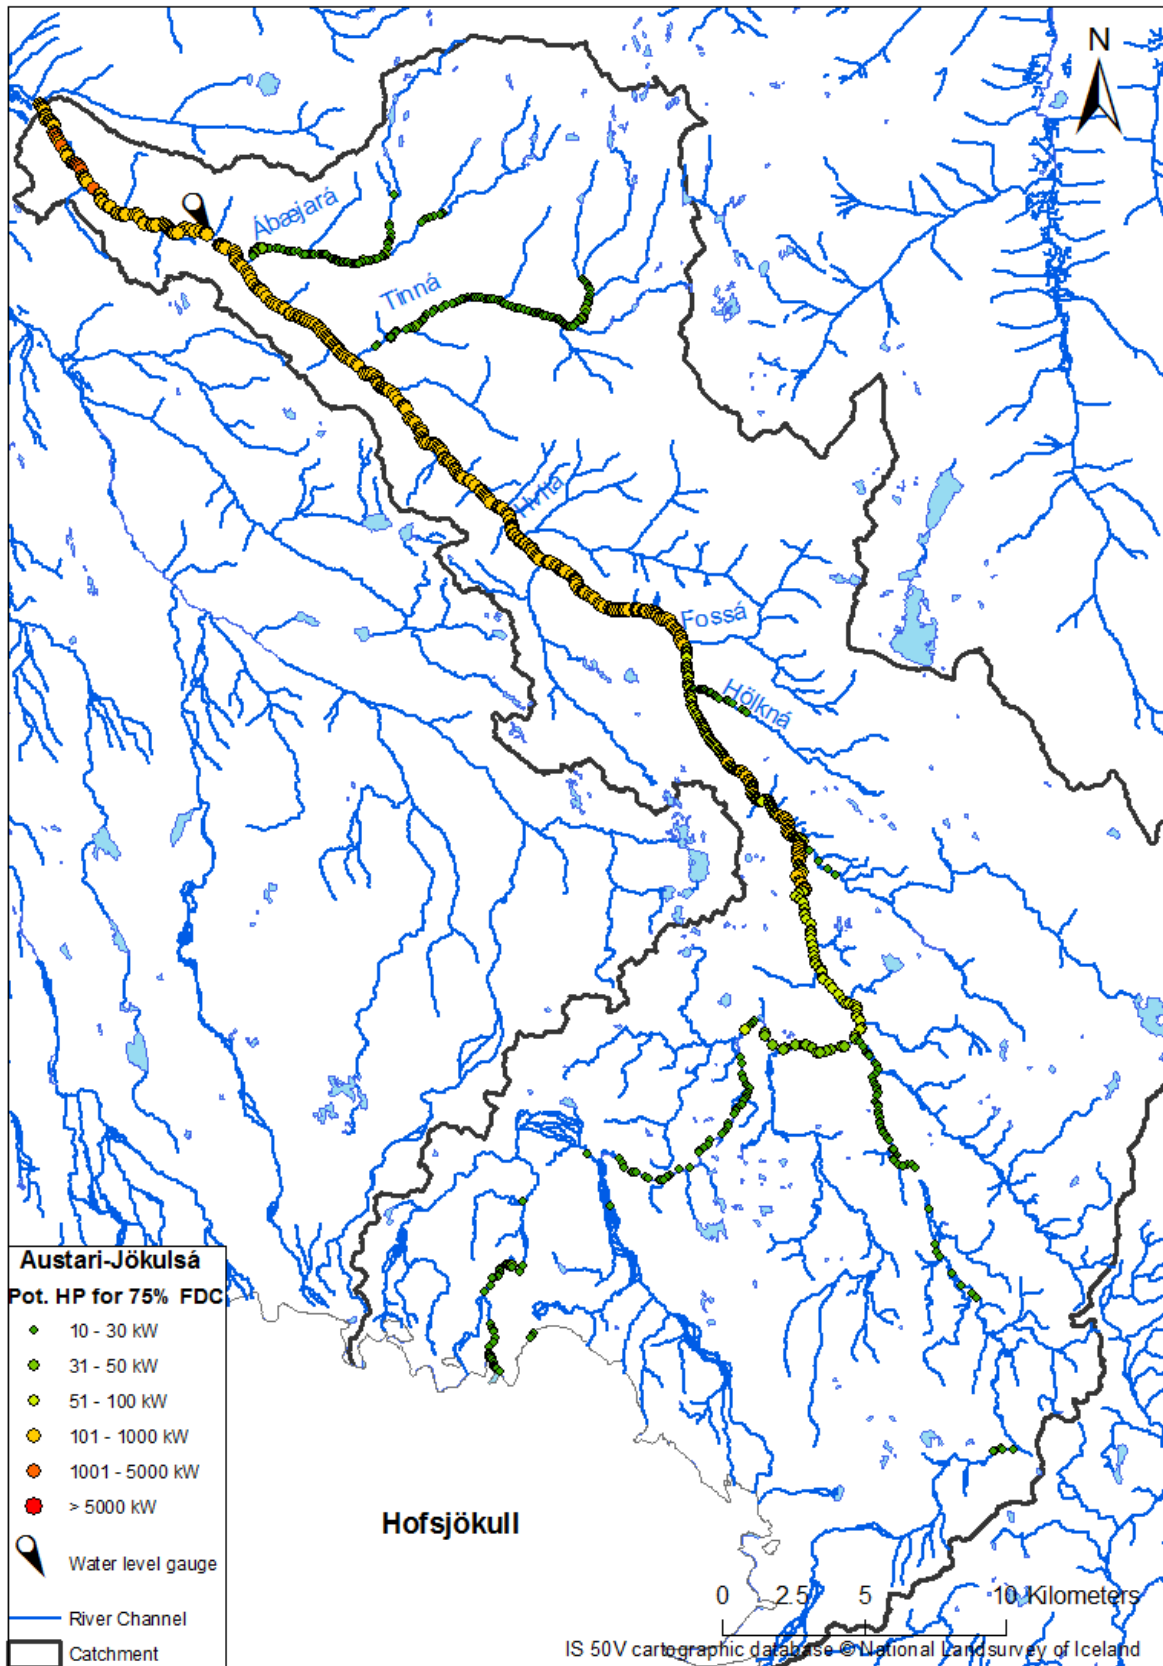 N
Ábæjará
Tinná
Hvítá
Fossá
Hölkná
Austari-Jökulsá
Pot. HP for 75% FDC
10 - 30 kW
31 - 50 kW
51 - 100 kW
101 - 1000 kW
1001 - 5000 kW
> 5000 kW
Water level gauge
River Channel
Catchment
Hofsjökull
0 2.5 5 10 Kilometers
IS 50V cartographic database © National Landsurvey of Iceland